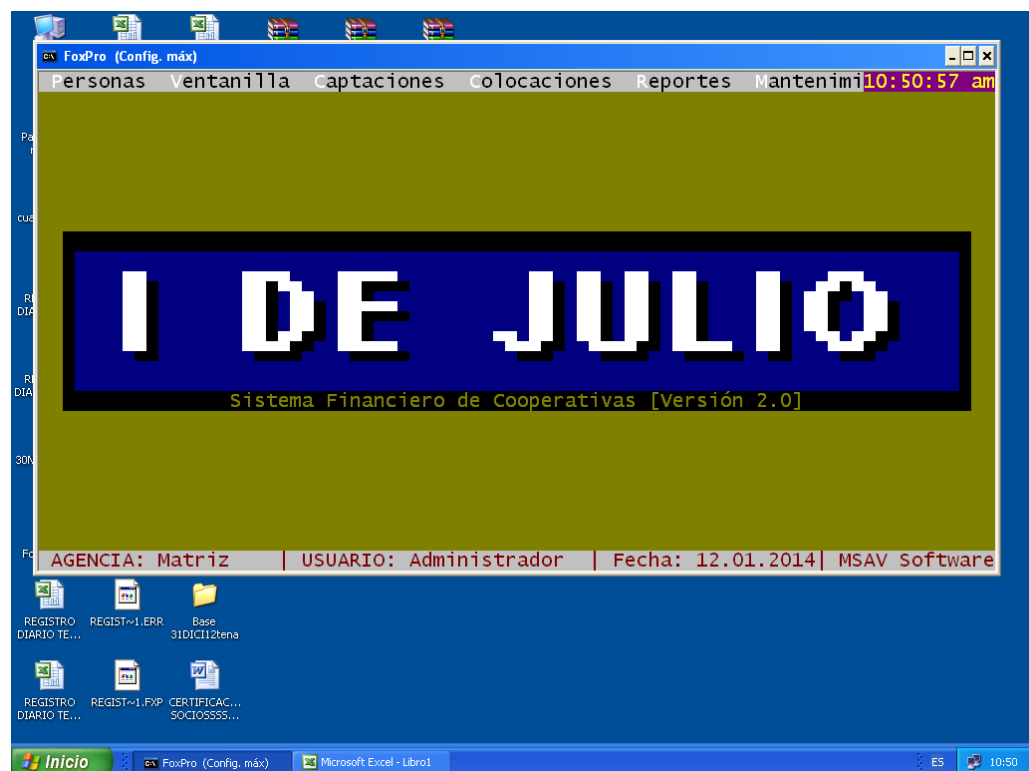 FoxPro (Config. máx)
Personas Ventanilla Captaciones Colocaciones Reportes Mantenimi 10:50:57 am
I DE JULIO
Sistema Financiero de Cooperativas [Versión 2.0]
AGENCIA: Matriz | USUARIO: Administrador | Fecha: 12.01.2014| MSAV Software
REGISTRO DIARIO TE...
REGIST~1.ERR
Base 31DICI12tena
REGISTRO DIARIO TE...
REGIST~1.FXP
CERTIFICAC... SOCIOSSSS...
Inicio
FoxPro (Config. máx)
Microsoft Excel - Libro1
ES
10:50